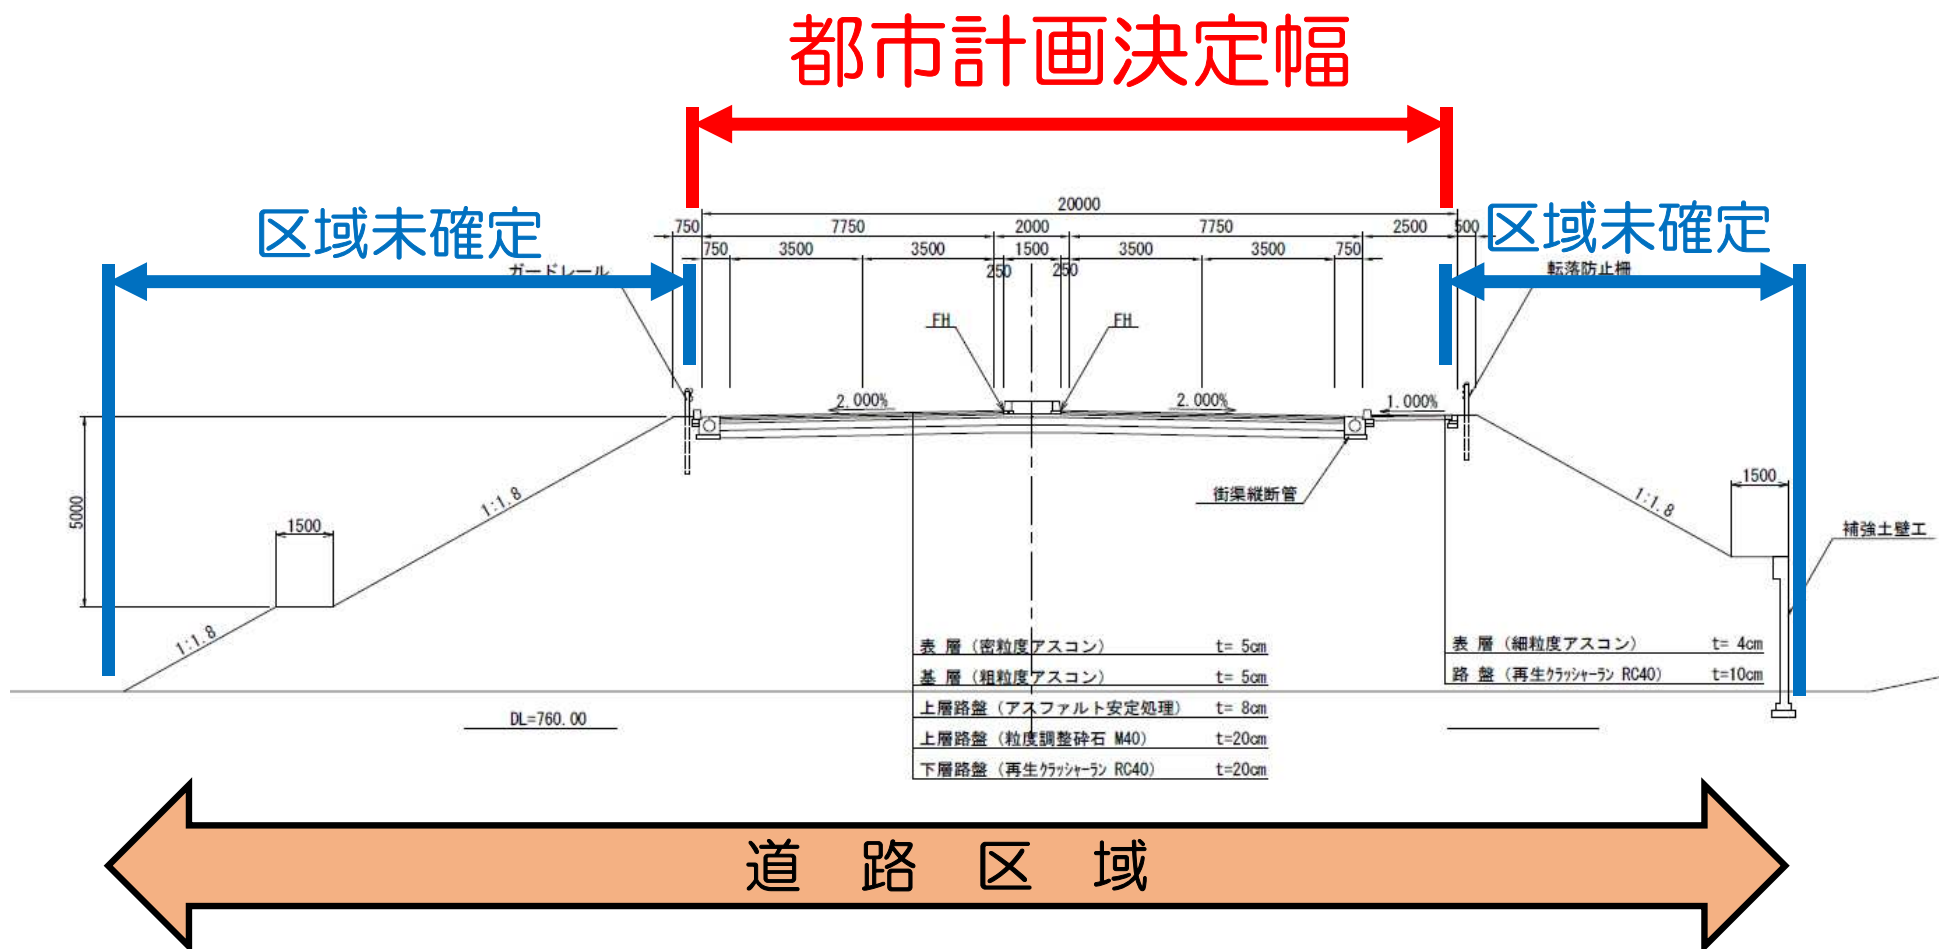 都市計画決定幅
区域未確定
区域未確定
20000
750
7750
2000
7750
2500
500
750
3500
3500
1500
3500
3500
750
250
250
ガードレール
転落防止柵
FH
FH
2.000%
2.000%
1.000%
5000
1500
1:1.8
1:1.8
街渠縦断管
1:1.8
1500
補強土壁工
表 層 (密粒度アスコン) t= 5cm
基 層 (粗粒度アスコン) t= 5cm
上層路盤 (アスファルト安定処理) t= 8cm
上層路盤 (粒度調整砕石 M40) t=20cm
下層路盤 (再生クラッシャーラン RC40) t=20cm
表 層 (細粒度アスコン) t= 4cm
路 盤 (再生クラッシャーラン RC40) t=10cm
DL=760.00
道 路 区 域